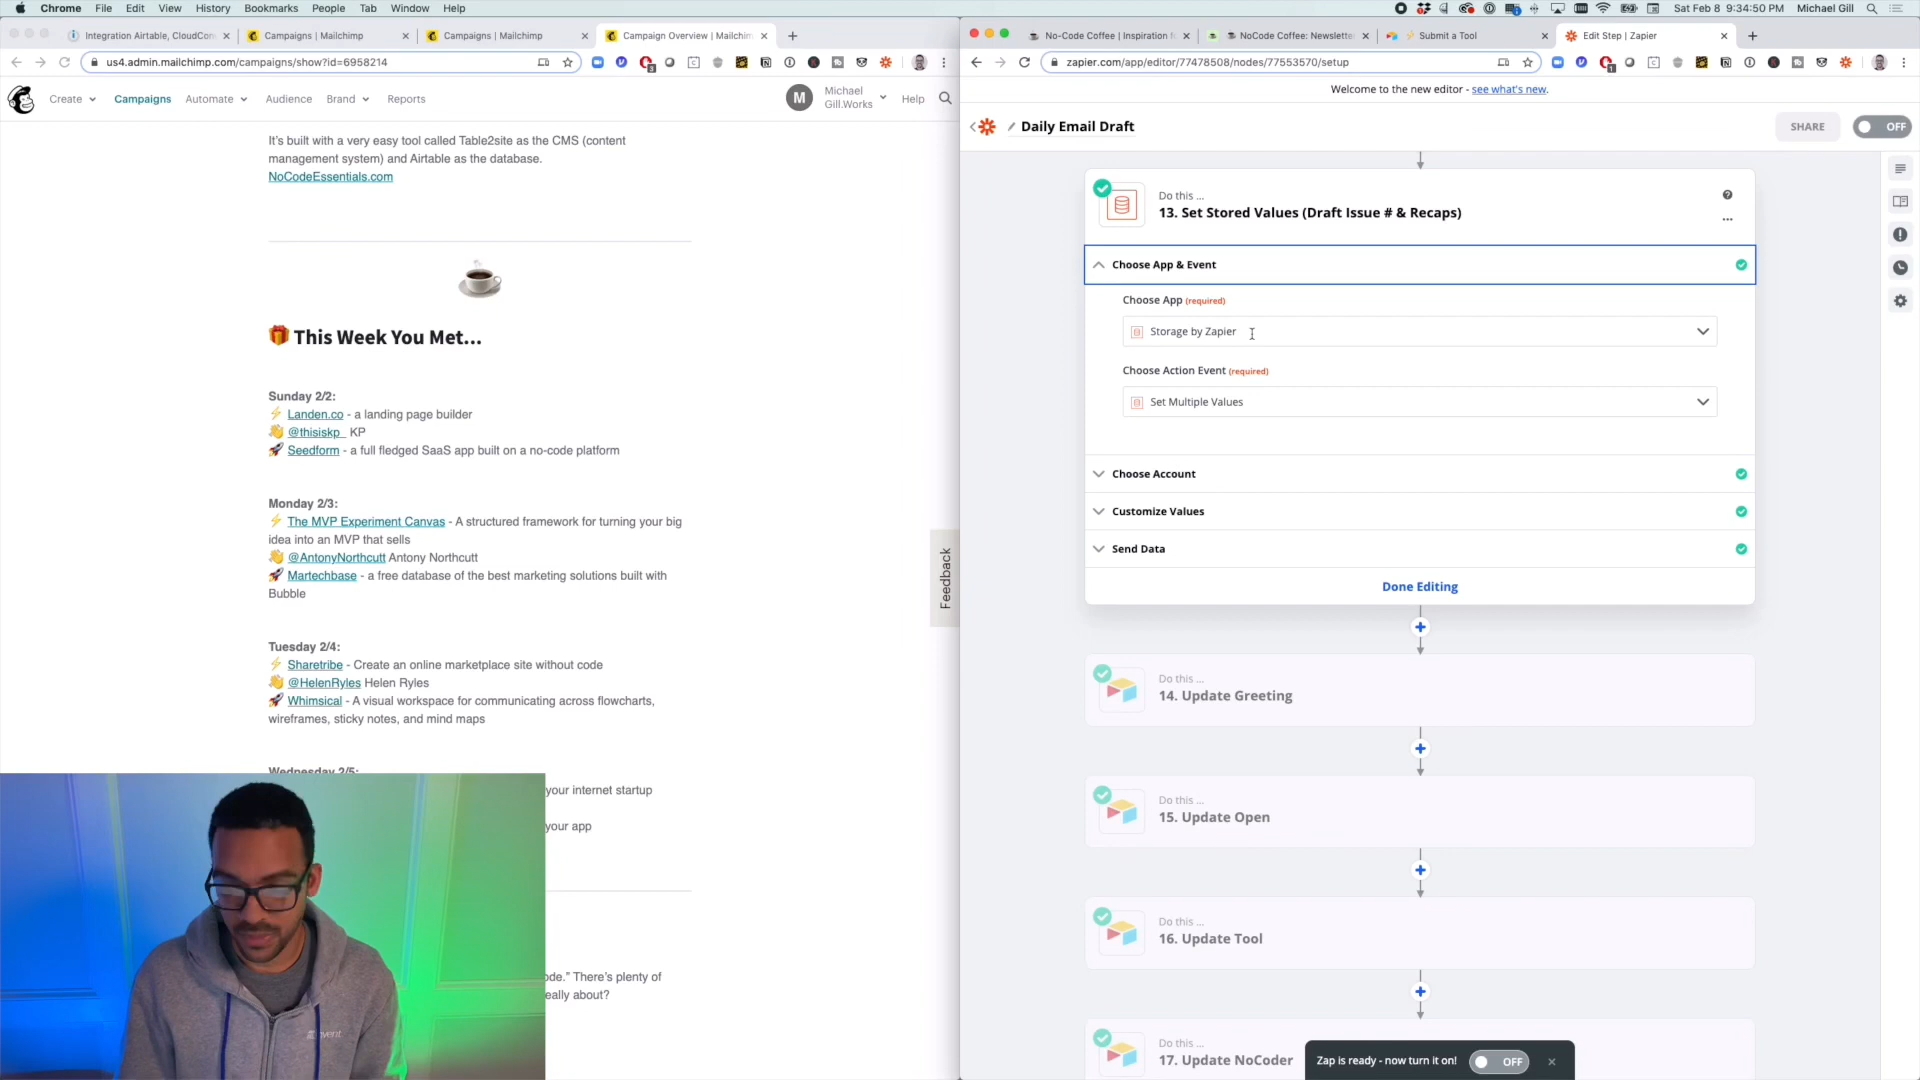 Chrome File Edit View History Bookmarks People Tab Window Help
Sat Feb 8 9:34:50 PM Michael Gill
Integration Airtable, CloudCon
Campaigns | Mailchimp
Campaigns | Mailchimp
Campaign Overview | Mailchim
us4.admin.mailchimp.com/campaigns/show?id=6958214
Create Campaigns Automate Audience Brand Reports
M
Michael
Gill.Works
Help
It's built with a very easy tool called Table2site as the CMS (content
management system) and Airtable as the database.
NoCodeEssentials.com
This Week You Met...
Sunday 2/2:
Landen.co - a landing page builder
@thisiskp_ KP
Seedform - a full fledged SaaS app built on a no-code platform
Monday 2/3:
The MVP Experiment Canvas - A structured framework for turning your big
idea into an MVP that sells
@AntonyNorthcutt Antony Northcutt
Martechbase - a free database of the best marketing solutions built with
Bubble
Tuesday 2/4:
Sharetribe - Create an online marketplace site without code
@HelenRyles Helen Ryles
Whimsical - A visual workspace for communicating across flowcharts,
wireframes, sticky notes, and mind maps
Wednesday 2/5:
your internet startup
your app
ode." There's plenty of
eally about?
Feedback
No-Code Coffee | Inspiration f
NoCode Coffee: Newsletter
Submit a Tool
Edit Step | Zapier
zapier.com/app/editor/77478508/nodes/77553570/setup
Welcome to the new editor - see what's new.
Daily Email Draft
SHARE
OFF
Do this ...
13. Set Stored Values (Draft Issue # & Recaps)
Choose App & Event
Choose App (required)
Storage by Zapier
Choose Action Event (required)
Set Multiple Values
Choose Account
Customize Values
Send Data
Done Editing
Do this ...
14. Update Greeting
Do this ...
15. Update Open
Do this ...
16. Update Tool
Do this ...
17. Update NoCoder
Zap is ready - now turn it on!
OFF